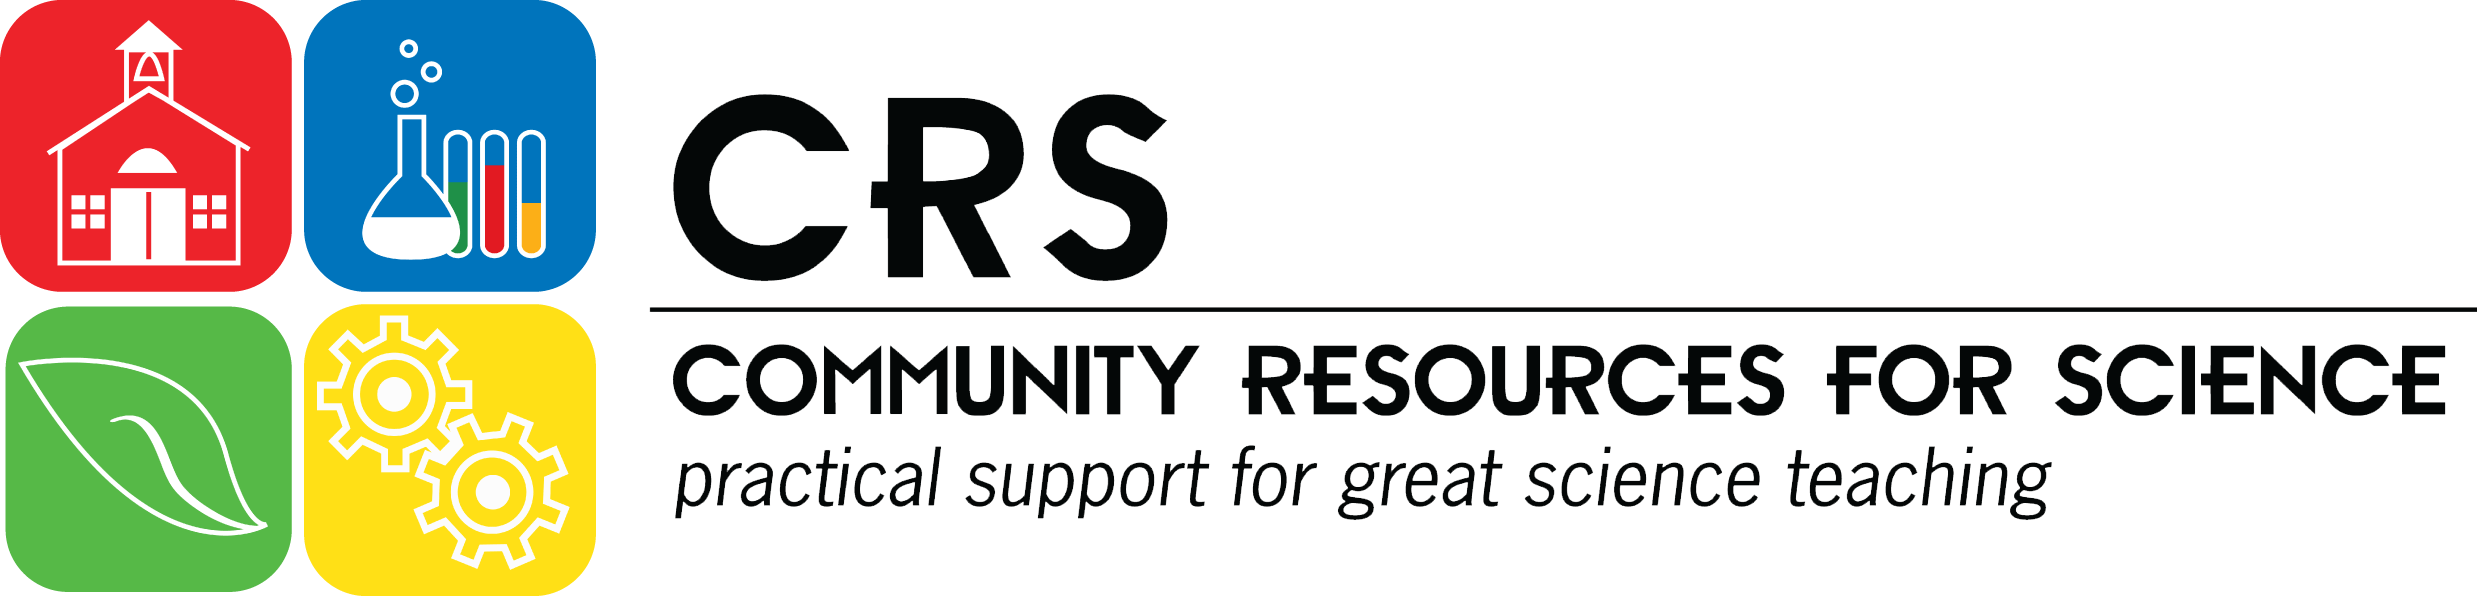 CRS
COMMUNITY RESOURCES FOR SCIENCE
practical support for great science teaching